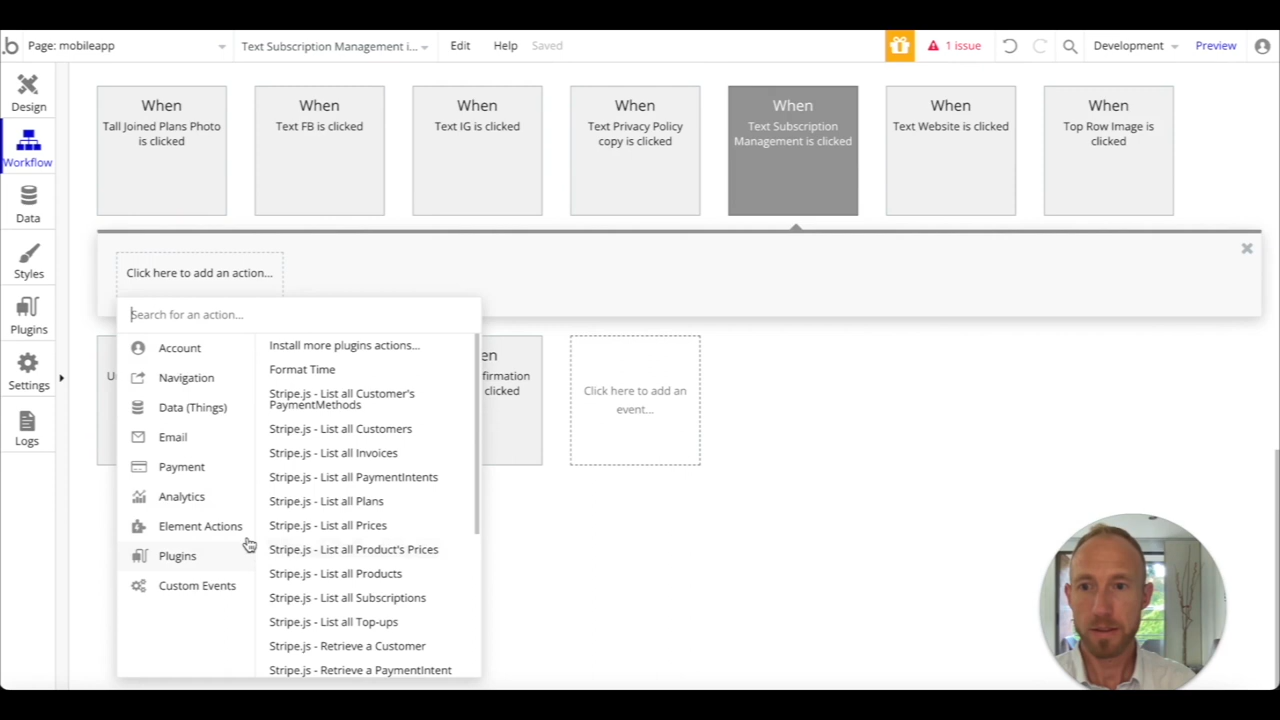 b Page: mobileapp
Text Subscription Management i...
Edit
Help
Saved
1 issue
Development
Preview
Design
Workflow
Data
Styles
Plugins
Settings
Logs
When
Tall Joined Plans Photo
is clicked
When
Text FB is clicked
When
Text IG is clicked
When
Text Privacy Policy
copy is clicked
When
Text Subscription
Management is clicked
When
Text Website is clicked
When
Top Row Image is
clicked
Click here to add an action...
Search for an action...
Account
Navigation
Data (Things)
Email
Payment
Analytics
Element Actions
Plugins
Custom Events
Install more plugins actions...
Format Time
Stripe.js - List all Customer's
PaymentMethods
Stripe.js - List all Customers
Stripe.js - List all Invoices
Stripe.js - List all PaymentIntents
Stripe.js - List all Plans
Stripe.js - List all Prices
Stripe.js - List all Product's Prices
Stripe.js - List all Products
Stripe.js - List all Subscriptions
Stripe.js - List all Top-ups
Stripe.js - Retrieve a Customer
Stripe.js - Retrieve a PaymentIntent
en
firmation
clicked
Click here to add an
event...